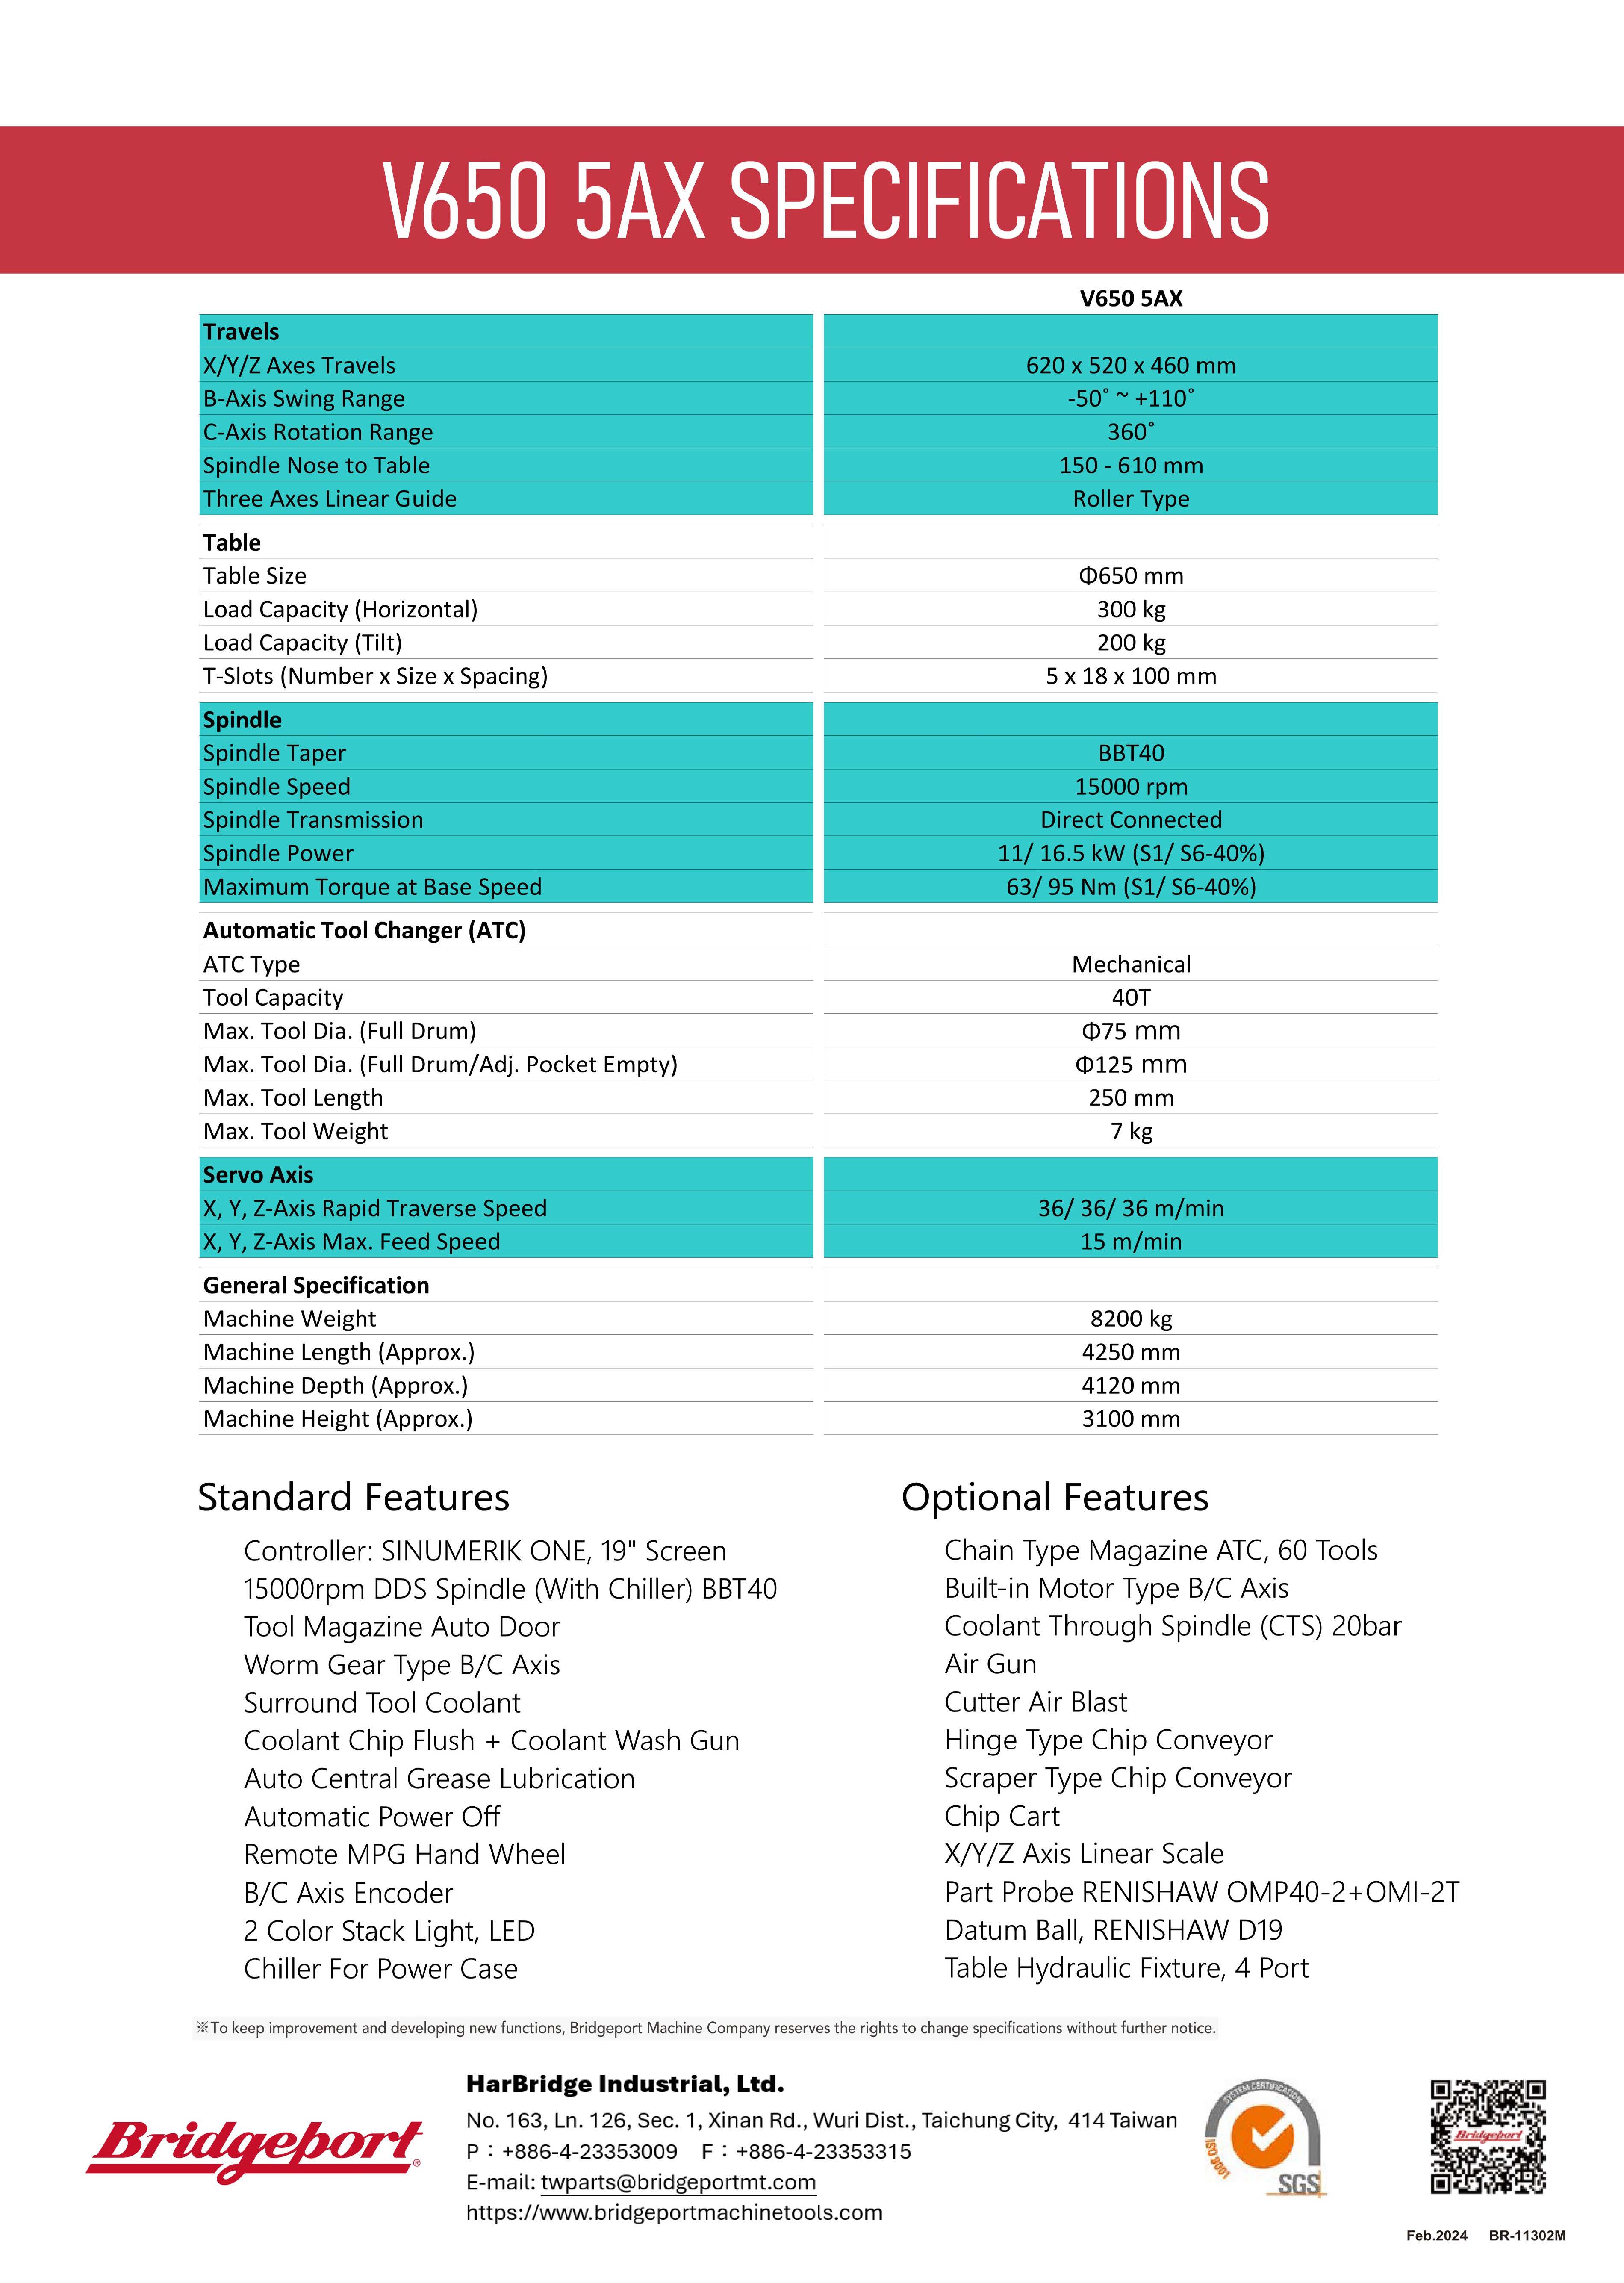 V650 5AX SPECIFICATIONS
V650 5AX
Travels
X/Y/Z Axes Travels 620 x 520 x 460 mm
B-Axis Swing Range -50˚ ~ +110˚
C-Axis Rotation Range 360˚
Spindle Nose to Table 150 - 610 mm
Three Axes Linear Guide Roller Type
Table
Table Size Φ650 mm
Load Capacity (Horizontal) 300 kg
Load Capacity (Tilt) 200 kg
T-Slots (Number x Size x Spacing) 5 x 18 x 100 mm
Spindle
Spindle Taper BBT40
Spindle Speed 15000 rpm
Spindle Transmission Direct Connected
Spindle Power 11/ 16.5 kW (S1/ S6-40%)
Maximum Torque at Base Speed 63/ 95 Nm (S1/ S6-40%)
Automatic Tool Changer (ATC)
ATC Type Mechanical
Tool Capacity 40T
Max. Tool Dia. (Full Drum) Φ75 mm
Max. Tool Dia. (Full Drum/Adj. Pocket Empty) Φ125 mm
Max. Tool Length 250 mm
Max. Tool Weight 7 kg
Servo Axis
X, Y, Z-Axis Rapid Traverse Speed 36/ 36/ 36 m/min
X, Y, Z-Axis Max. Feed Speed 15 m/min
General Specification
Machine Weight 8200 kg
Machine Length (Approx.) 4250 mm
Machine Depth (Approx.) 4120 mm
Machine Height (Approx.) 3100 mm
Standard Features
Controller: SINUMERIK ONE, 19" Screen
15000rpm DDS Spindle (With Chiller) BBT40
Tool Magazine Auto Door
Worm Gear Type B/C Axis
Surround Tool Coolant
Coolant Chip Flush + Coolant Wash Gun
Auto Central Grease Lubrication
Automatic Power Off
Remote MPG Hand Wheel
B/C Axis Encoder
2 Color Stack Light, LED
Chiller For Power Case
Optional Features
Chain Type Magazine ATC, 60 Tools
Built-in Motor Type B/C Axis
Coolant Through Spindle (CTS) 20bar
Air Gun
Cutter Air Blast
Hinge Type Chip Conveyor
Scraper Type Chip Conveyor
Chip Cart
X/Y/Z Axis Linear Scale
Part Probe RENISHAW OMP40-2+OMI-2T
Datum Ball, RENISHAW D19
Table Hydraulic Fixture, 4 Port
※To keep improvement and developing new functions, Bridgeport Machine Company reserves the rights to change specifications without further notice.
Bridgeport®
HarBridge Industrial, Ltd.
No. 163, Ln. 126, Sec. 1, Xinan Rd., Wuri Dist., Taichung City, 414 Taiwan
P：+886-4-23353009 F：+886-4-23353315
E-mail: twparts@bridgeportmt.com
https://www.bridgeportmachinetools.com
SYSTEM CERTIFICATION
ISO 9001
SGS
Bridgeport
Feb.2024 BR-11302M